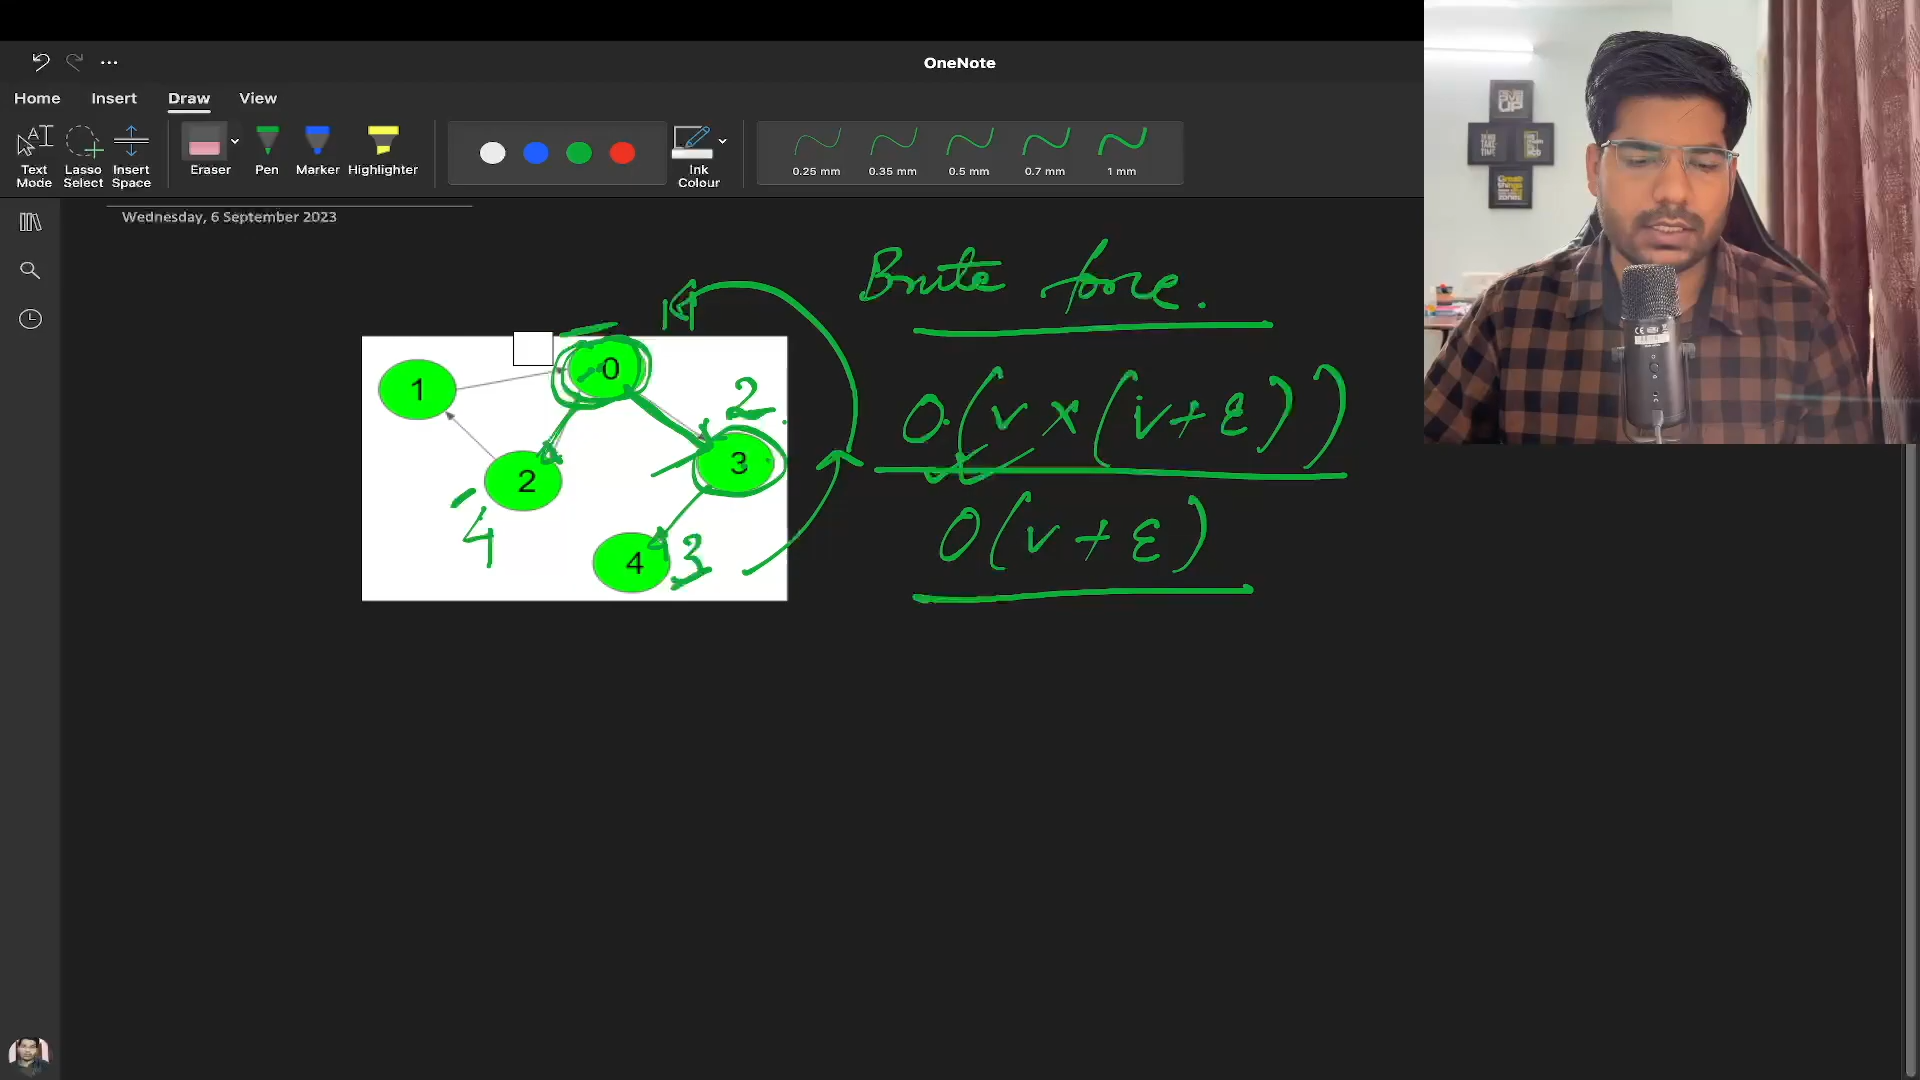 OneNote
Home Insert Draw View
Text Mode
Lasso Select
Insert Space
Eraser
Pen
Marker
Highlighter
Ink Colour
0.25 mm
0.35 mm
0.5 mm
0.7 mm
1 mm
Wednesday, 6 September 2023
Brute force.
1
0
2
3
4
2
4
3
O(V×(V+E))
O(V+E)